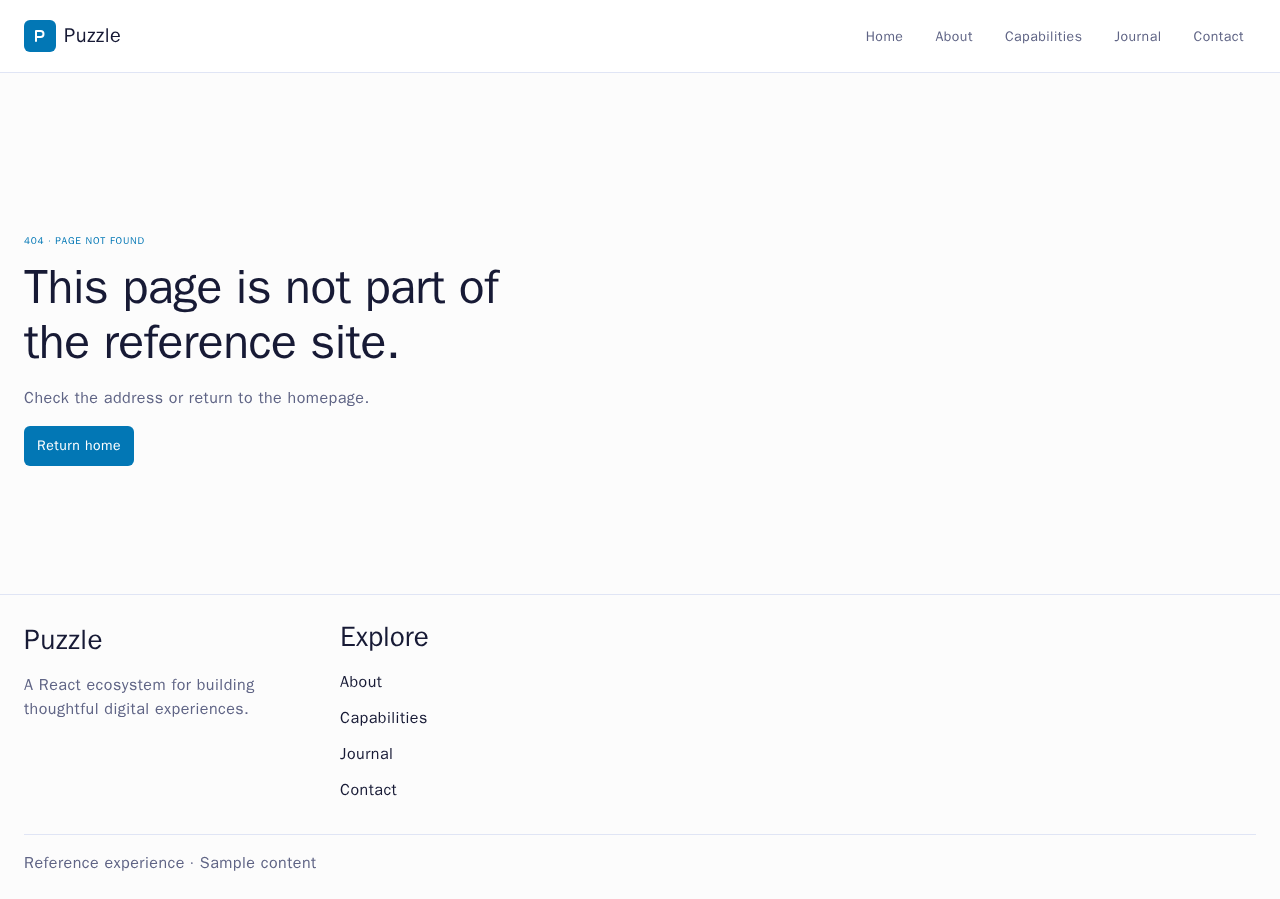 P Puzzle
Home About Capabilities Journal Contact
404 · PAGE NOT FOUND
This page is not part of
the reference site.
Check the address or return to the homepage.
Return home
Puzzle
A React ecosystem for building
thoughtful digital experiences.
Explore
About
Capabilities
Journal
Contact
Reference experience · Sample content